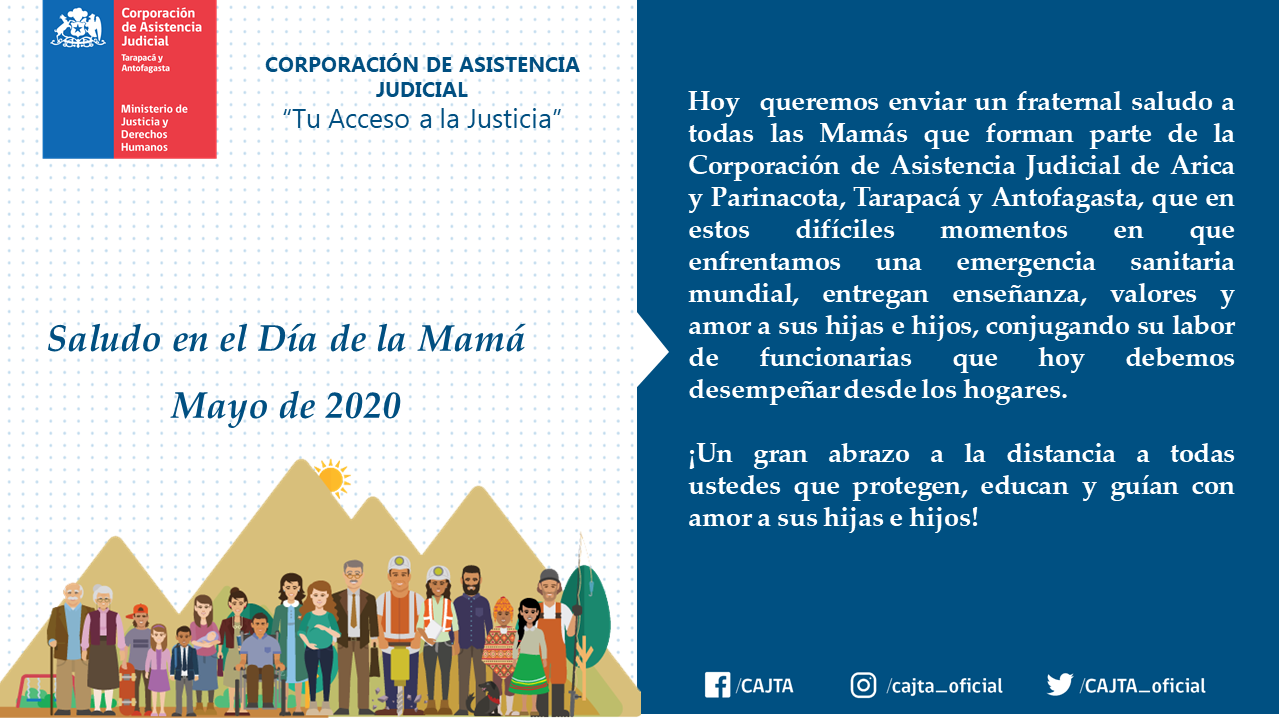 Corporación
de Asistencia
Judicial
Tarapacá y
Antofagasta
Ministerio de
Justicia y
Derechos
Humanos
CORPORACIÓN DE ASISTENCIA
JUDICIAL
“Tu Acceso a la Justicia”
Saludo en el Día de la Mamá
Mayo de 2020
Hoy queremos enviar un fraternal saludo a
todas las Mamás que forman parte de la
Corporación de Asistencia Judicial de Arica
y Parinacota, Tarapacá y Antofagasta, que en
estos difíciles momentos en que
enfrentamos una emergencia sanitaria
mundial, entregan enseñanza, valores y
amor a sus hijas e hijos, conjugando su labor
de funcionarias que hoy debemos
desempeñar desde los hogares.
¡Un gran abrazo a la distancia a todas
ustedes que protegen, educan y guían con
amor a sus hijas e hijos!
/CAJTA
/cajta_oficial
/CAJTA_oficial